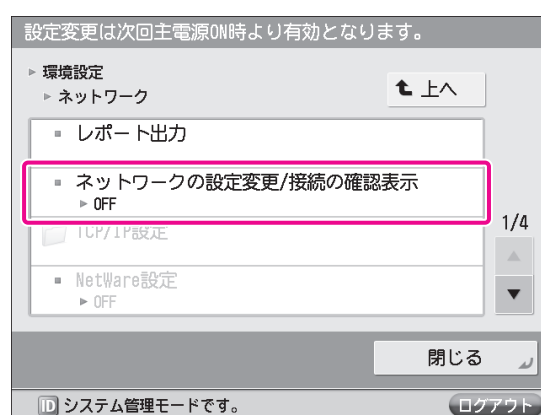 設定変更は次回主電源ON時より有効となります。
▶ 環境設定
▶ ネットワーク
上へ
レポート出力
ネットワークの設定変更/接続の確認表示
▶ OFF
TCP/IP設定
1/4
NetWare設定
▶ OFF
閉じる
ID システム管理モードです。
ログアウト